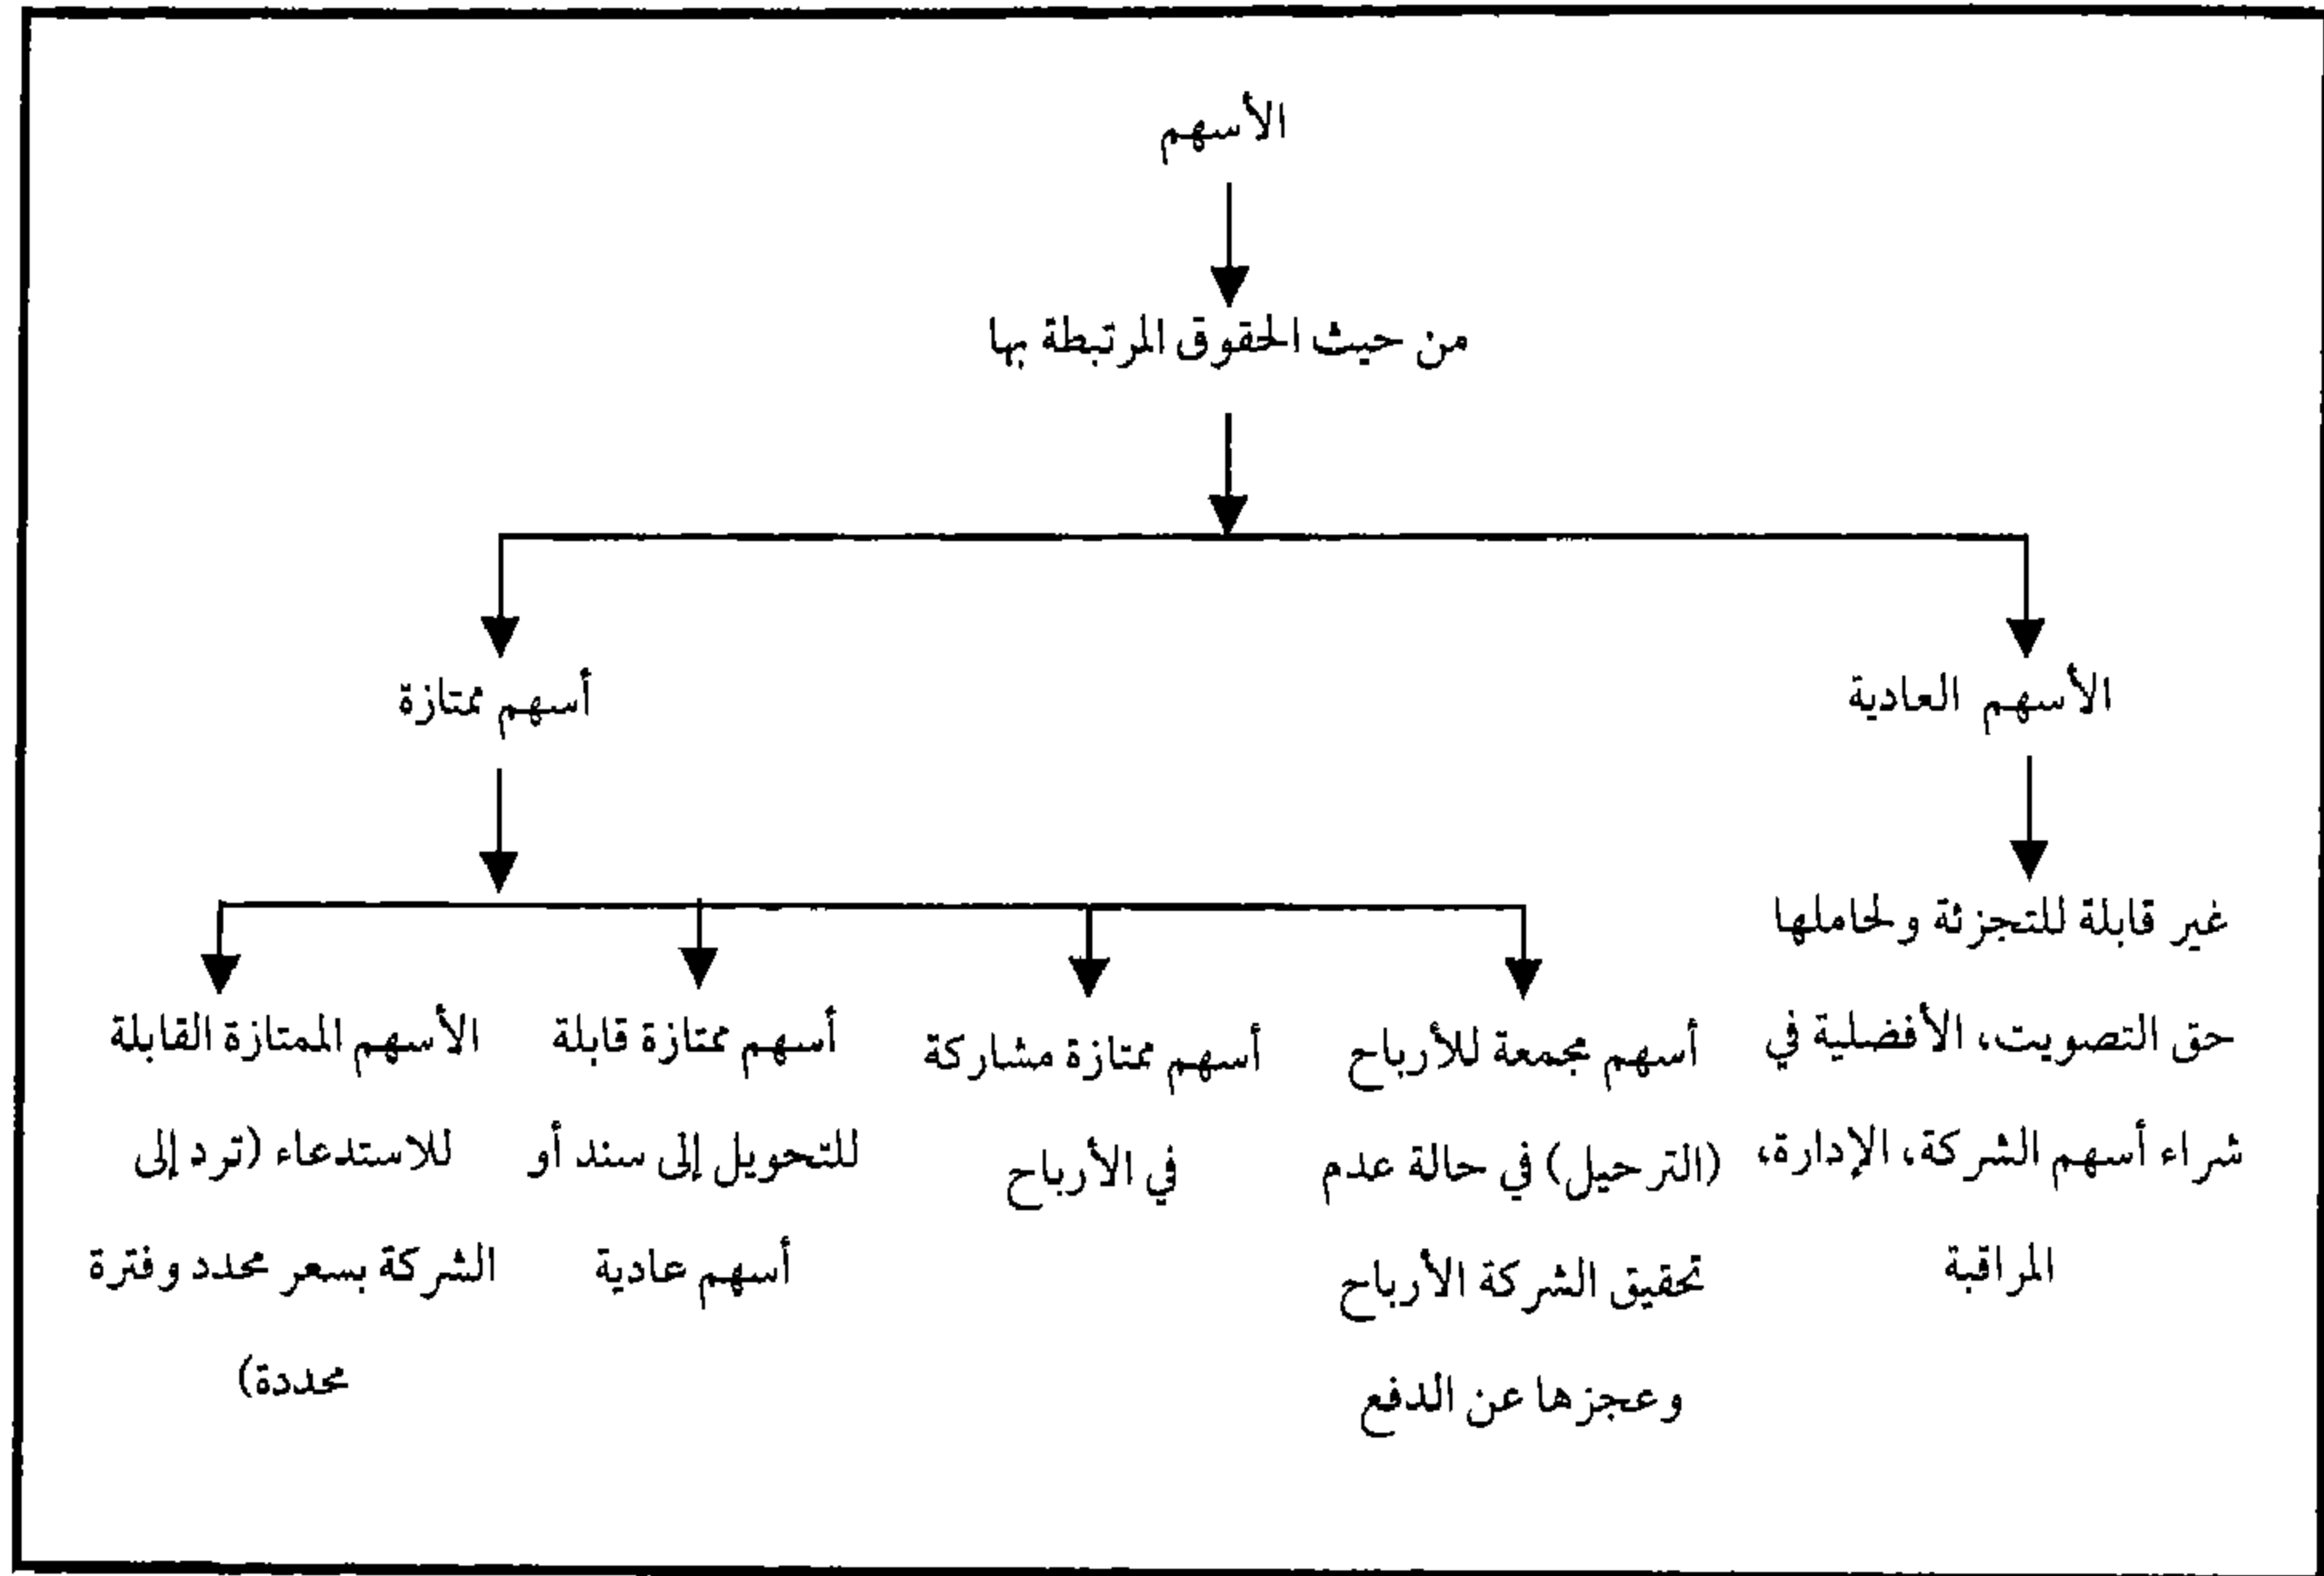 الأسهم
من حيث الحقوق المرتبطة بها
الأسهم العادية
غير قابلة للتجزئة ولحاملها
حق التصويت، الأفضلية في
شراء أسهم الشركة، الإدارة،
المراقبة
أسهم ممتازة
أسهم مجمعة للأرباح
(الترحيل) في حالة عدم
تحقيق الشركة الأرباح
وعجزها عن الدفع
أسهم ممتازة مشاركة
في الأرباح
أسهم ممتازة قابلة
للتحويل إلى سند أو
أسهم عادية
الأسهم الممتازة القابلة
للاستدعاء (ترد إلى
الشركة بسعر محدد وفترة
محددة)